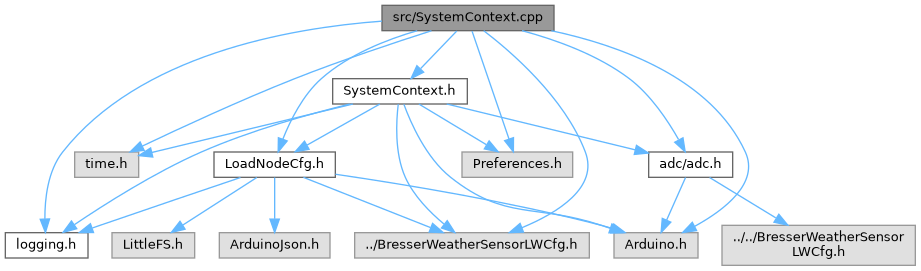 src/SystemContext.cpp
SystemContext.h
time.h
LoadNodeCfg.h
Preferences.h
adc/adc.h
logging.h
LittleFS.h
ArduinoJson.h
../BresserWeatherSensorLWCfg.h
Arduino.h
../../BresserWeatherSensor
LWCfg.h